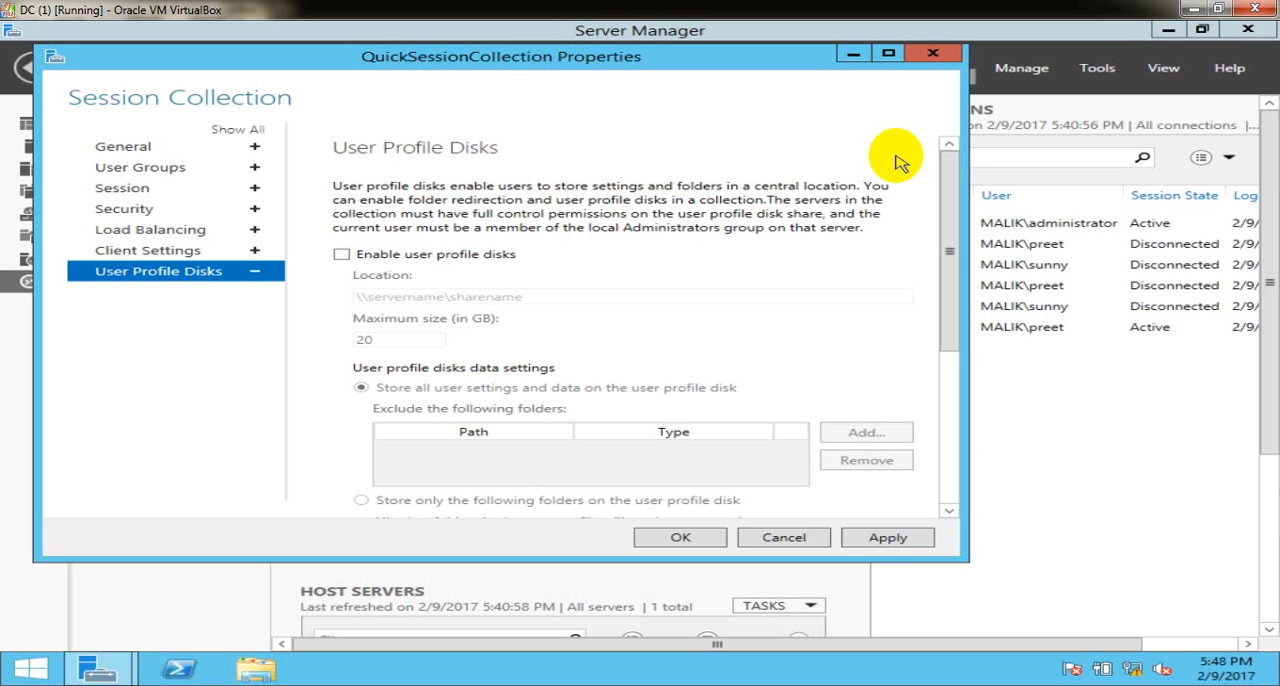 DC (1) [Running] - Oracle VM VirtualBox
Server Manager
QuickSessionCollection Properties
Manage Tools View Help
Session Collection
Show All
General +
User Groups +
Session +
Security +
Load Balancing +
Client Settings +
User Profile Disks −
User Profile Disks
User profile disks enable users to store settings and folders in a central location. You
can enable folder redirection and user profile disks in a collection.The servers in the
collection must have full control permissions on the user profile disk share, and the
current user must be a member of the local Administrators group on that server.
Enable user profile disks
Location:
\\servername\sharename
Maximum size (in GB):
20
User profile disks data settings
Store all user settings and data on the user profile disk
Exclude the following folders:
Path Type
Add...
Remove
Store only the following folders on the user profile disk
OK Cancel Apply
NS
on 2/9/2017 5:40:56 PM | All connections |...
User Session State Log
MALIK\administrator Active 2/9/
MALIK\preet Disconnected 2/9/
MALIK\sunny Disconnected 2/9/
MALIK\preet Disconnected 2/9/
MALIK\sunny Disconnected 2/9/
MALIK\preet Active 2/9/
HOST SERVERS
Last refreshed on 2/9/2017 5:40:58 PM | All servers | 1 total
TASKS
5:48 PM
2/9/2017